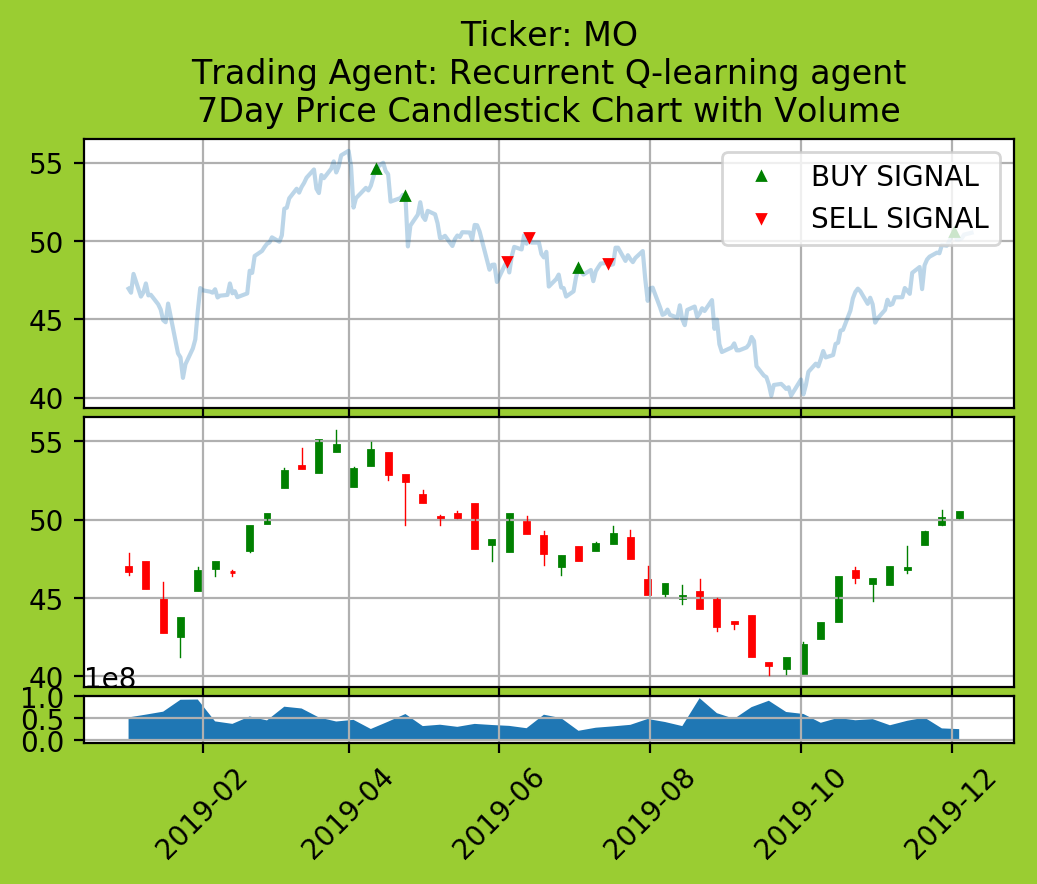 Ticker: MO
Trading Agent: Recurrent Q-learning agent
7Day Price Candlestick Chart with Volume
55
50
45
40
BUY SIGNAL
SELL SIGNAL
55
50
45
40
1e8
1.0
0.5
0.0
2019-02
2019-04
2019-06
2019-08
2019-10
2019-12